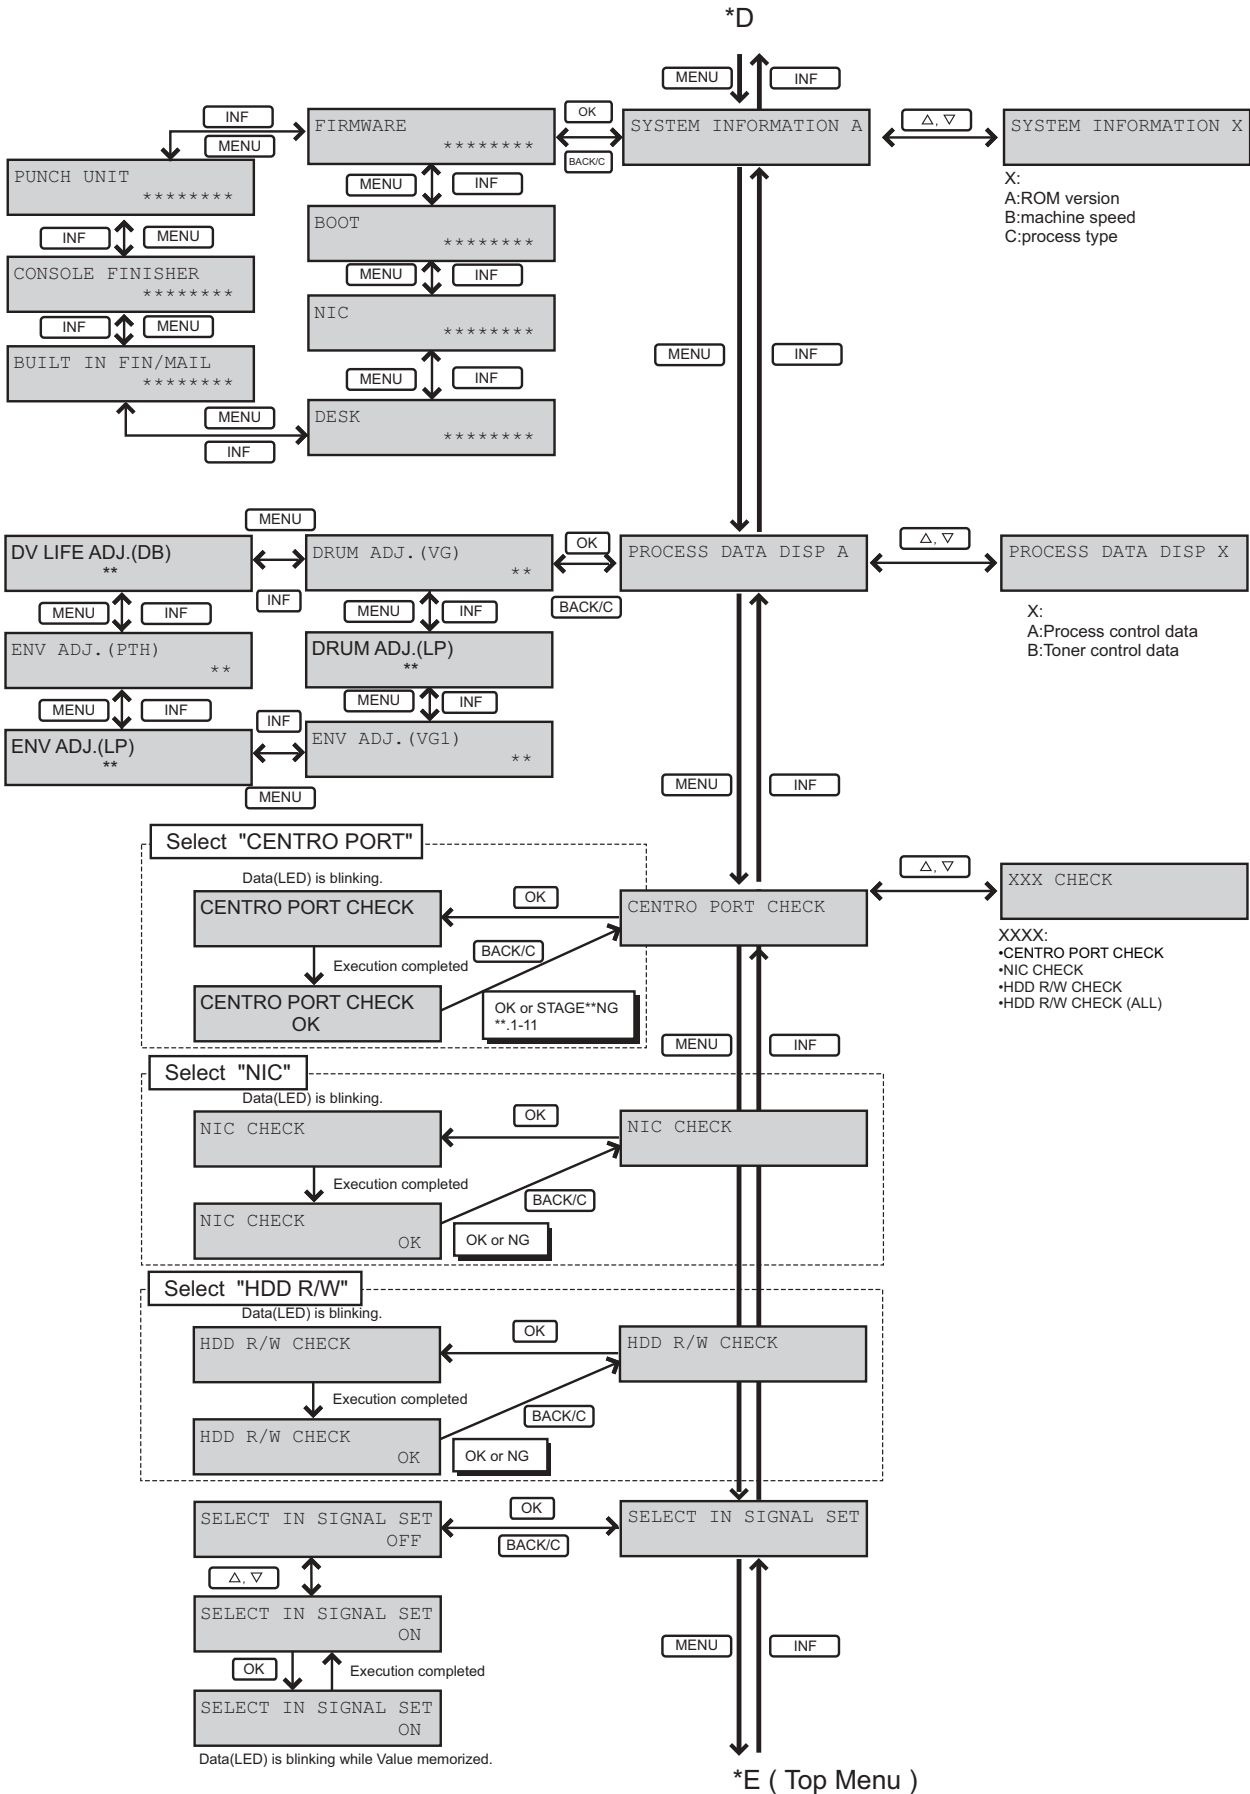 *D
MENU
INF
INF
MENU
FIRMWARE
********
OK
BACK/C
SYSTEM INFORMATION A
△, ▽
SYSTEM INFORMATION X
X:
A:ROM version
B:machine speed
C:process type
PUNCH UNIT
********
MENU
INF
INF
MENU
BOOT
********
CONSOLE FINISHER
********
MENU
INF
INF
MENU
NIC
********
BUILT IN FIN/MAIL
********
MENU
INF
MENU
INF
MENU
INF
DESK
********
MENU
DV LIFE ADJ.(DB)
**
INF
DRUM ADJ.(VG)
**
OK
BACK/C
PROCESS DATA DISP A
△, ▽
PROCESS DATA DISP X
X:
A:Process control data
B:Toner control data
MENU
INF
MENU
INF
ENV ADJ.(PTH)
**
DRUM ADJ.(LP)
**
MENU
INF
MENU
INF
ENV ADJ.(LP)
**
INF
MENU
ENV ADJ.(VG1)
**
MENU
INF
Select "CENTRO PORT"
Data(LED) is blinking.
CENTRO PORT CHECK
OK
CENTRO PORT CHECK
△, ▽
XXX CHECK
XXXX:
•CENTRO PORT CHECK
•NIC CHECK
•HDD R/W CHECK
•HDD R/W CHECK (ALL)
Execution completed
BACK/C
CENTRO PORT CHECK
OK
OK or STAGE**NG
**.1-11
MENU
INF
Select "NIC"
Data(LED) is blinking.
NIC CHECK
OK
NIC CHECK
Execution completed
BACK/C
NIC CHECK
OK
OK or NG
Select "HDD R/W"
Data(LED) is blinking.
HDD R/W CHECK
OK
HDD R/W CHECK
Execution completed
BACK/C
HDD R/W CHECK
OK
OK or NG
SELECT IN SIGNAL SET
OFF
OK
BACK/C
SELECT IN SIGNAL SET
△, ▽
SELECT IN SIGNAL SET
ON
MENU
INF
OK
Execution completed
SELECT IN SIGNAL SET
ON
Data(LED) is blinking while Value memorized.
*E ( Top Menu )